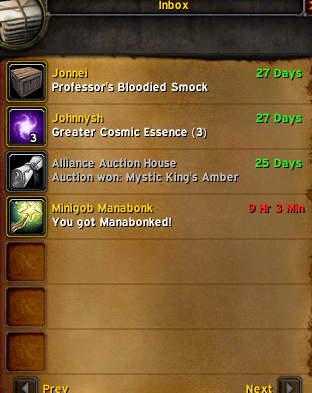 Inbox
Jonnei 27 Days
Professor's Bloodied Smock
Johnnysh 27 Days
Greater Cosmic Essence (3)
3
Alliance Auction House 25 Days
Auction won: Mystic King's Amber
Minigob Manabonk 9 Hr 3 Min
You got Manabonked!
Prev Next